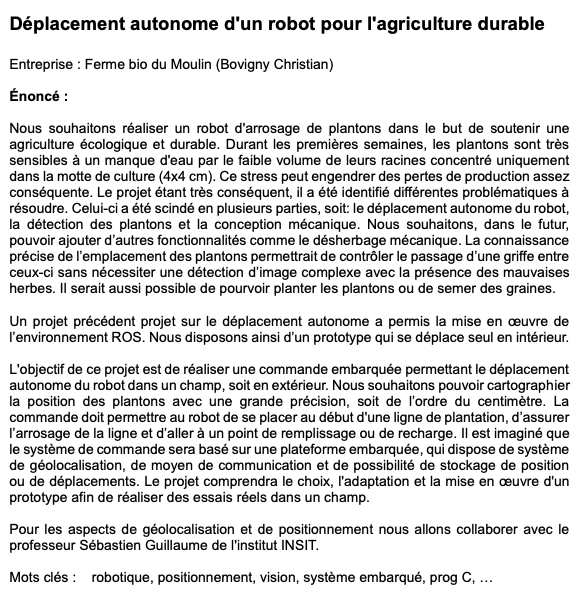 Déplacement autonome d'un robot pour l'agriculture durable
Entreprise : Ferme bio du Moulin (Bovigny Christian)
Énoncé :
Nous souhaitons réaliser un robot d'arrosage de plantons dans le but de soutenir une
agriculture écologique et durable. Durant les premières semaines, les plantons sont très
sensibles à un manque d'eau par le faible volume de leurs racines concentré uniquement
dans la motte de culture (4x4 cm). Ce stress peut engendrer des pertes de production assez
conséquente. Le projet étant très conséquent, il a été identifié différentes problématiques à
résoudre. Celui-ci a été scindé en plusieurs parties, soit: le déplacement autonome du robot,
la détection des plantons et la conception mécanique. Nous souhaitons, dans le futur,
pouvoir ajouter d’autres fonctionnalités comme le désherbage mécanique. La connaissance
précise de l’emplacement des plantons permettrait de contrôler le passage d’une griffe entre
ceux-ci sans nécessiter une détection d’image complexe avec la présence des mauvaises
herbes. Il serait aussi possible de pourvoir planter les plantons ou de semer des graines.
Un projet précédent projet sur le déplacement autonome a permis la mise en œuvre de
l’environnement ROS. Nous disposons ainsi d’un prototype qui se déplace seul en intérieur.
L'objectif de ce projet est de réaliser une commande embarquée permettant le déplacement
autonome du robot dans un champ, soit en extérieur. Nous souhaitons pouvoir cartographier
la position des plantons avec une grande précision, soit de l’ordre du centimètre. La
commande doit permettre au robot de se placer au début d'une ligne de plantation, d’assurer
l’arrosage de la ligne et d’aller à un point de remplissage ou de recharge. Il est imaginé que
le système de commande sera basé sur une plateforme embarquée, qui dispose de système
de géolocalisation, de moyen de communication et de possibilité de stockage de position
ou de déplacements. Le projet comprendra le choix, l'adaptation et la mise en œuvre d'un
prototype afin de réaliser des essais réels dans un champ.
Pour les aspects de géolocalisation et de positionnement nous allons collaborer avec le
professeur Sébastien Guillaume de l'institut INSIT.
Mots clés : robotique, positionnement, vision, système embarqué, prog C, …